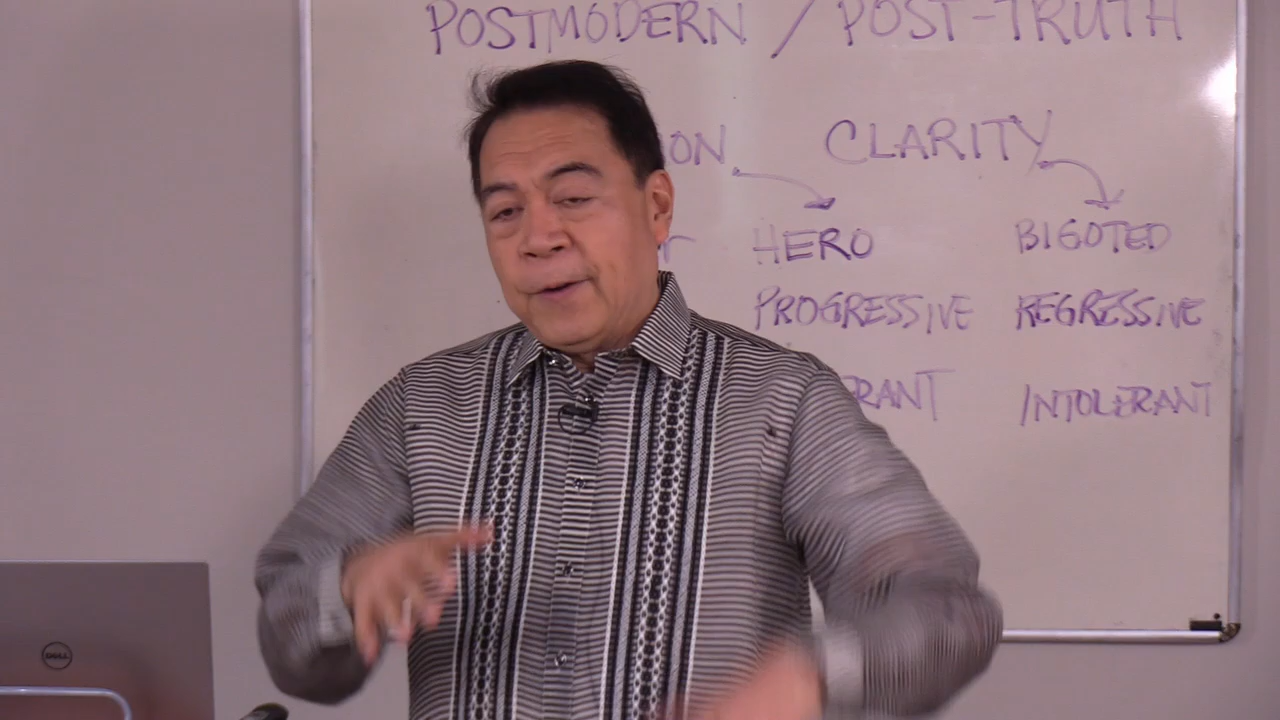 POSTMODERN / POST-TRUTH
CLARITY
HERO BIGOTED
PROGRESSIVE REGRESSIVE
INTOLERANT
DELL